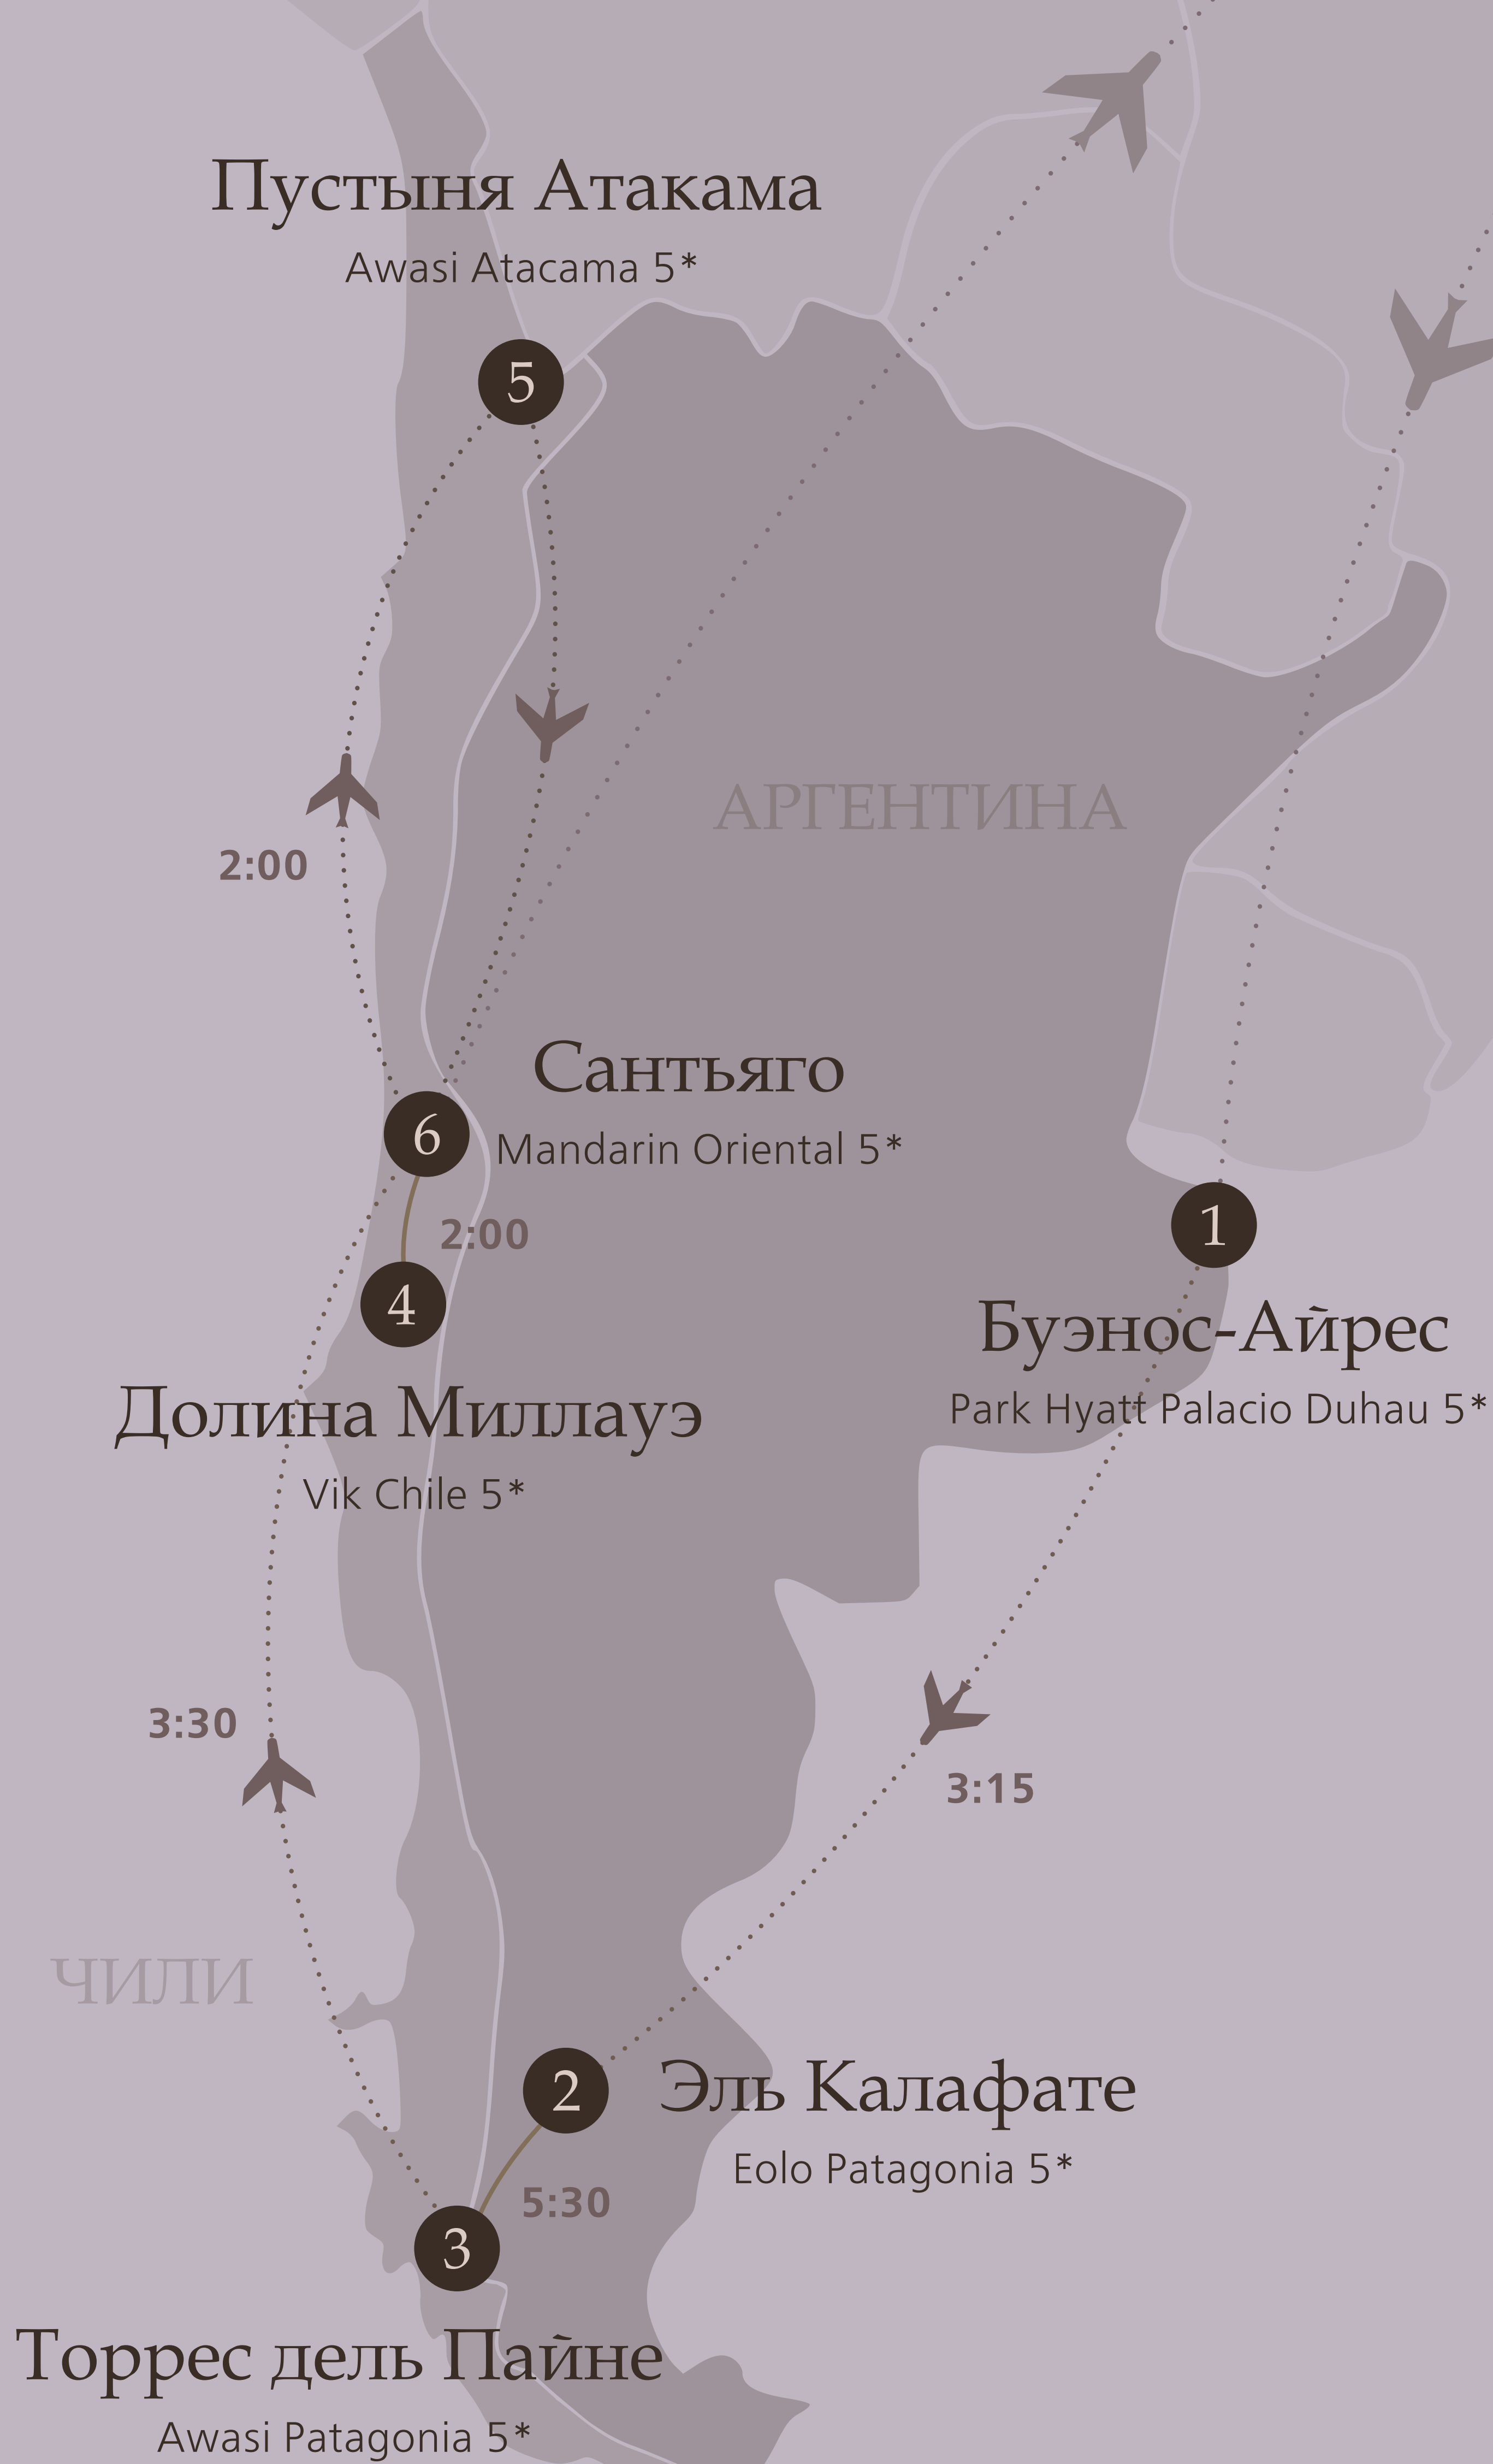 Пустыня Атакама
Awasi Atacama 5*
5
АРГЕНТИНА
2:00
Сантьяго
6
Mandarin Oriental 5*
1
2:00
4
Буэнос-Айрес
Park Hyatt Palacio Duhau 5*
Долина Миллауэ
Vik Chile 5*
3:30
3:15
ЧИЛИ
2
Эль Калафате
Eolo Patagonia 5*
5:30
3
Торрес дель Пайне
Awasi Patagonia 5*